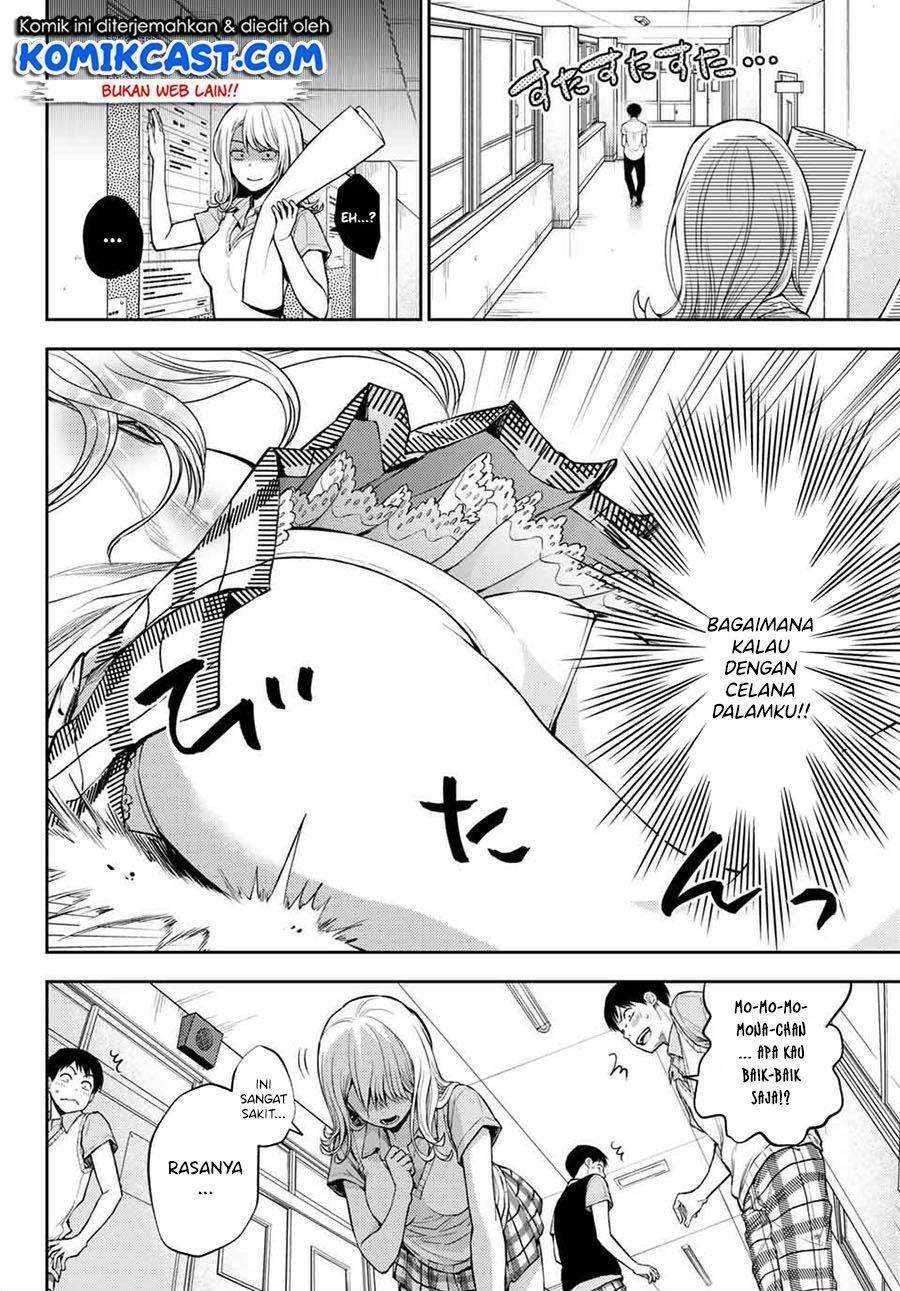 Komik ini diterjemahkan & diedit oleh
KOMIKCAST.COM
BUKAN WEB LAIN!!
すたすたすた...
EH...?
...
BAGAIMANA
KALAU
DENGAN
CELANA
DALAMKU!!
びたんっ
MO-MO-MO-
MONA-CHAN
... APA KAU
BAIK-BAIK
SAJA!?
INI
SANGAT
SAKIT...
RASANYA
...